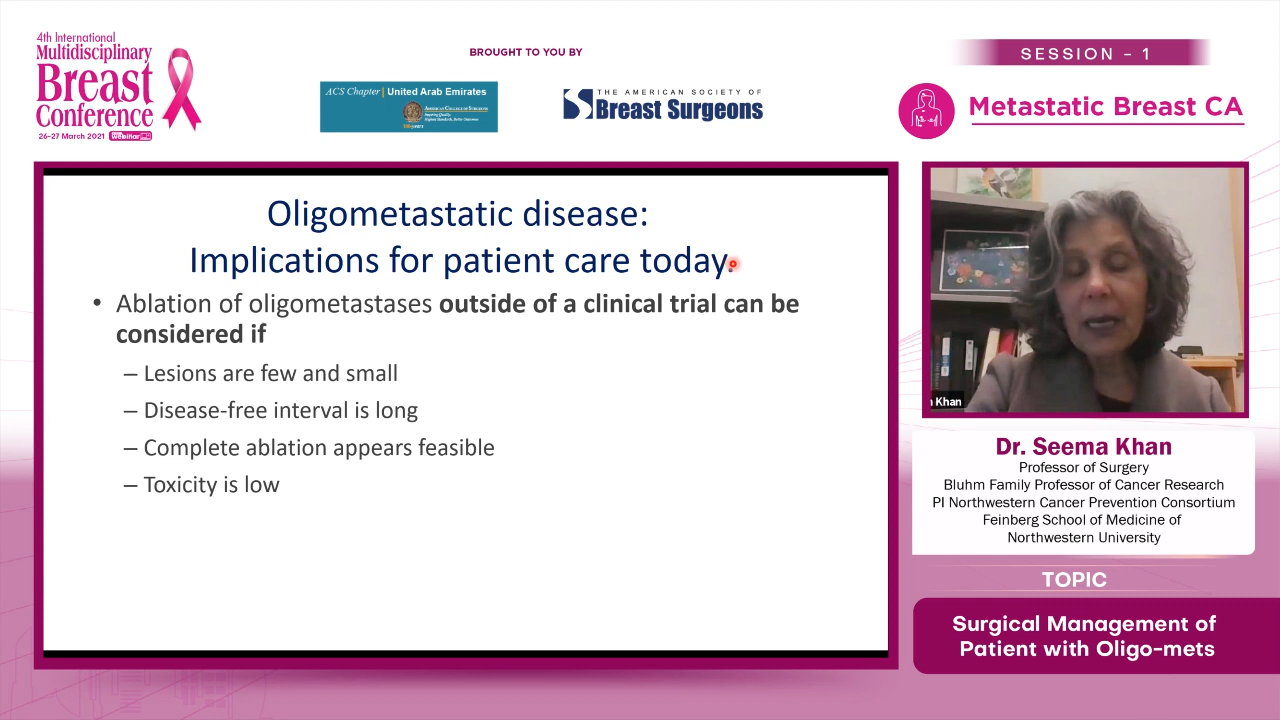 4th International
Multidisciplinary
Breast
Conference
26-27 March 2021 Webinar
BROUGHT TO YOU BY
ACS Chapter | United Arab Emirates
AMERICAN COLLEGE OF SURGEONS
Inspiring Quality:
Highest Standards, Better Outcomes
100+years
THE AMERICAN SOCIETY OF
Breast Surgeons
SESSION - 1
Metastatic Breast CA
Oligometastatic disease:
Implications for patient care today.
• Ablation of oligometastases outside of a clinical trial can be
considered if
– Lesions are few and small
– Disease-free interval is long
– Complete ablation appears feasible
– Toxicity is low
Khan
Dr. Seema Khan
Professor of Surgery
Bluhm Family Professor of Cancer Research
PI Northwestern Cancer Prevention Consortium
Feinberg School of Medicine of
Northwestern University
TOPIC
Surgical Management of
Patient with Oligo-mets